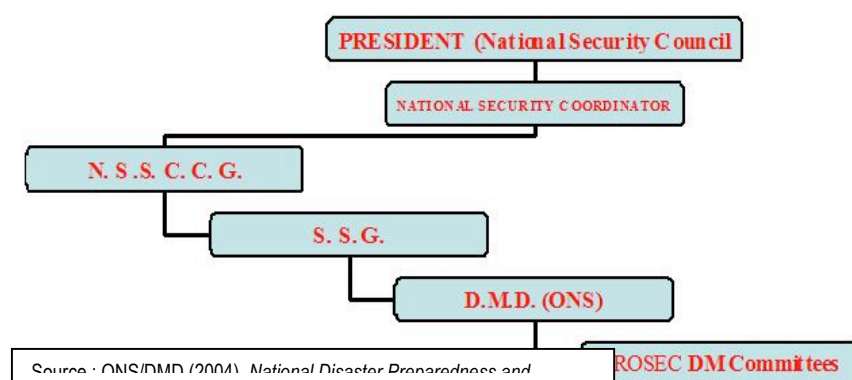 PRESIDENT (National Security Council
NATIONAL SECURITY COORDINATOR
N. S .S. C. C. G.
S. S. G.
D.M.D. (ONS)
ROSEC DM Committees
Source : ONS/DMD (2004) National Disaster Preparedness and